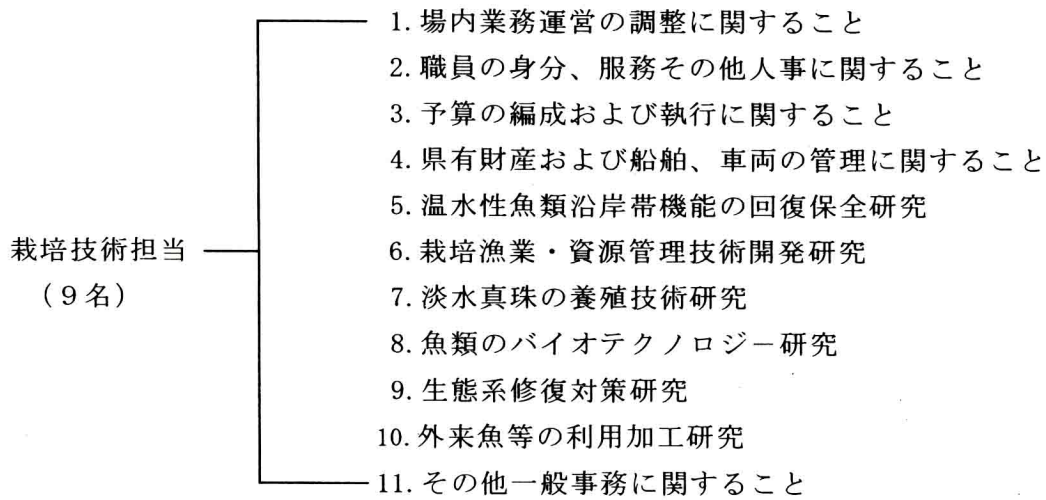 1. 場内業務運営の調整に関すること
2. 職員の身分、服務その他人事に関すること
3. 予算の編成および執行に関すること
4. 県有財産および船舶、車両の管理に関すること
5. 温水性魚類沿岸帯機能の回復保全研究
栽培技術担当
6. 栽培漁業・資源管理技術開発研究
(9名)
7. 淡水真珠の養殖技術研究
8. 魚類のバイオテクノロジー研究
9. 生態系修復対策研究
10. 外来魚等の利用加工研究
11. その他一般事務に関すること